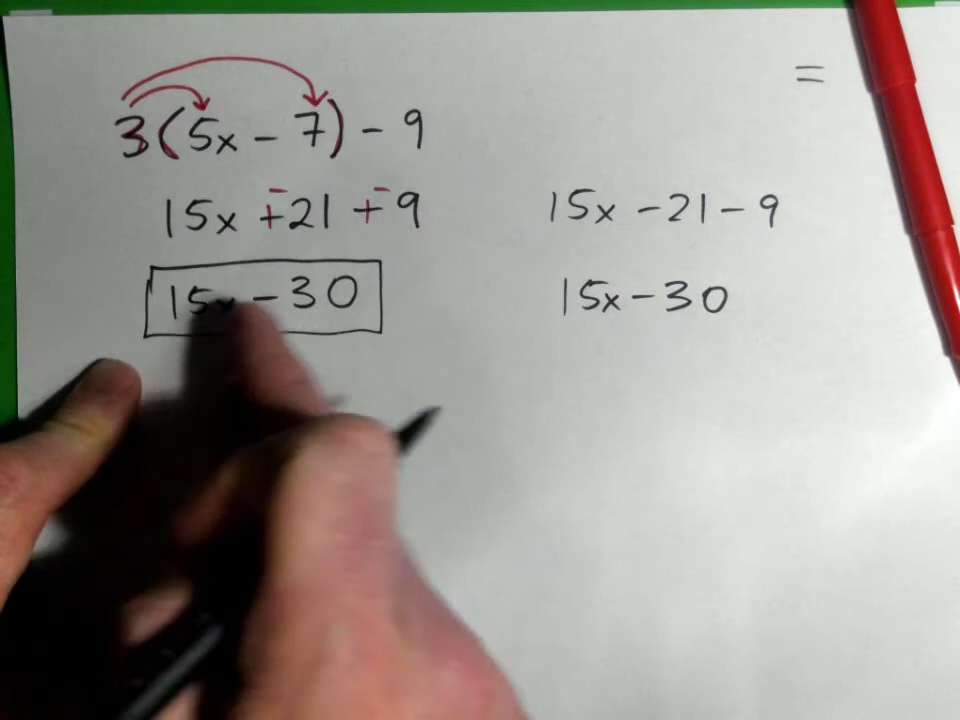 =
3(5x - 7) - 9
15x +⁻21 +⁻9
15x - 21 - 9
15x - 30
15x - 30